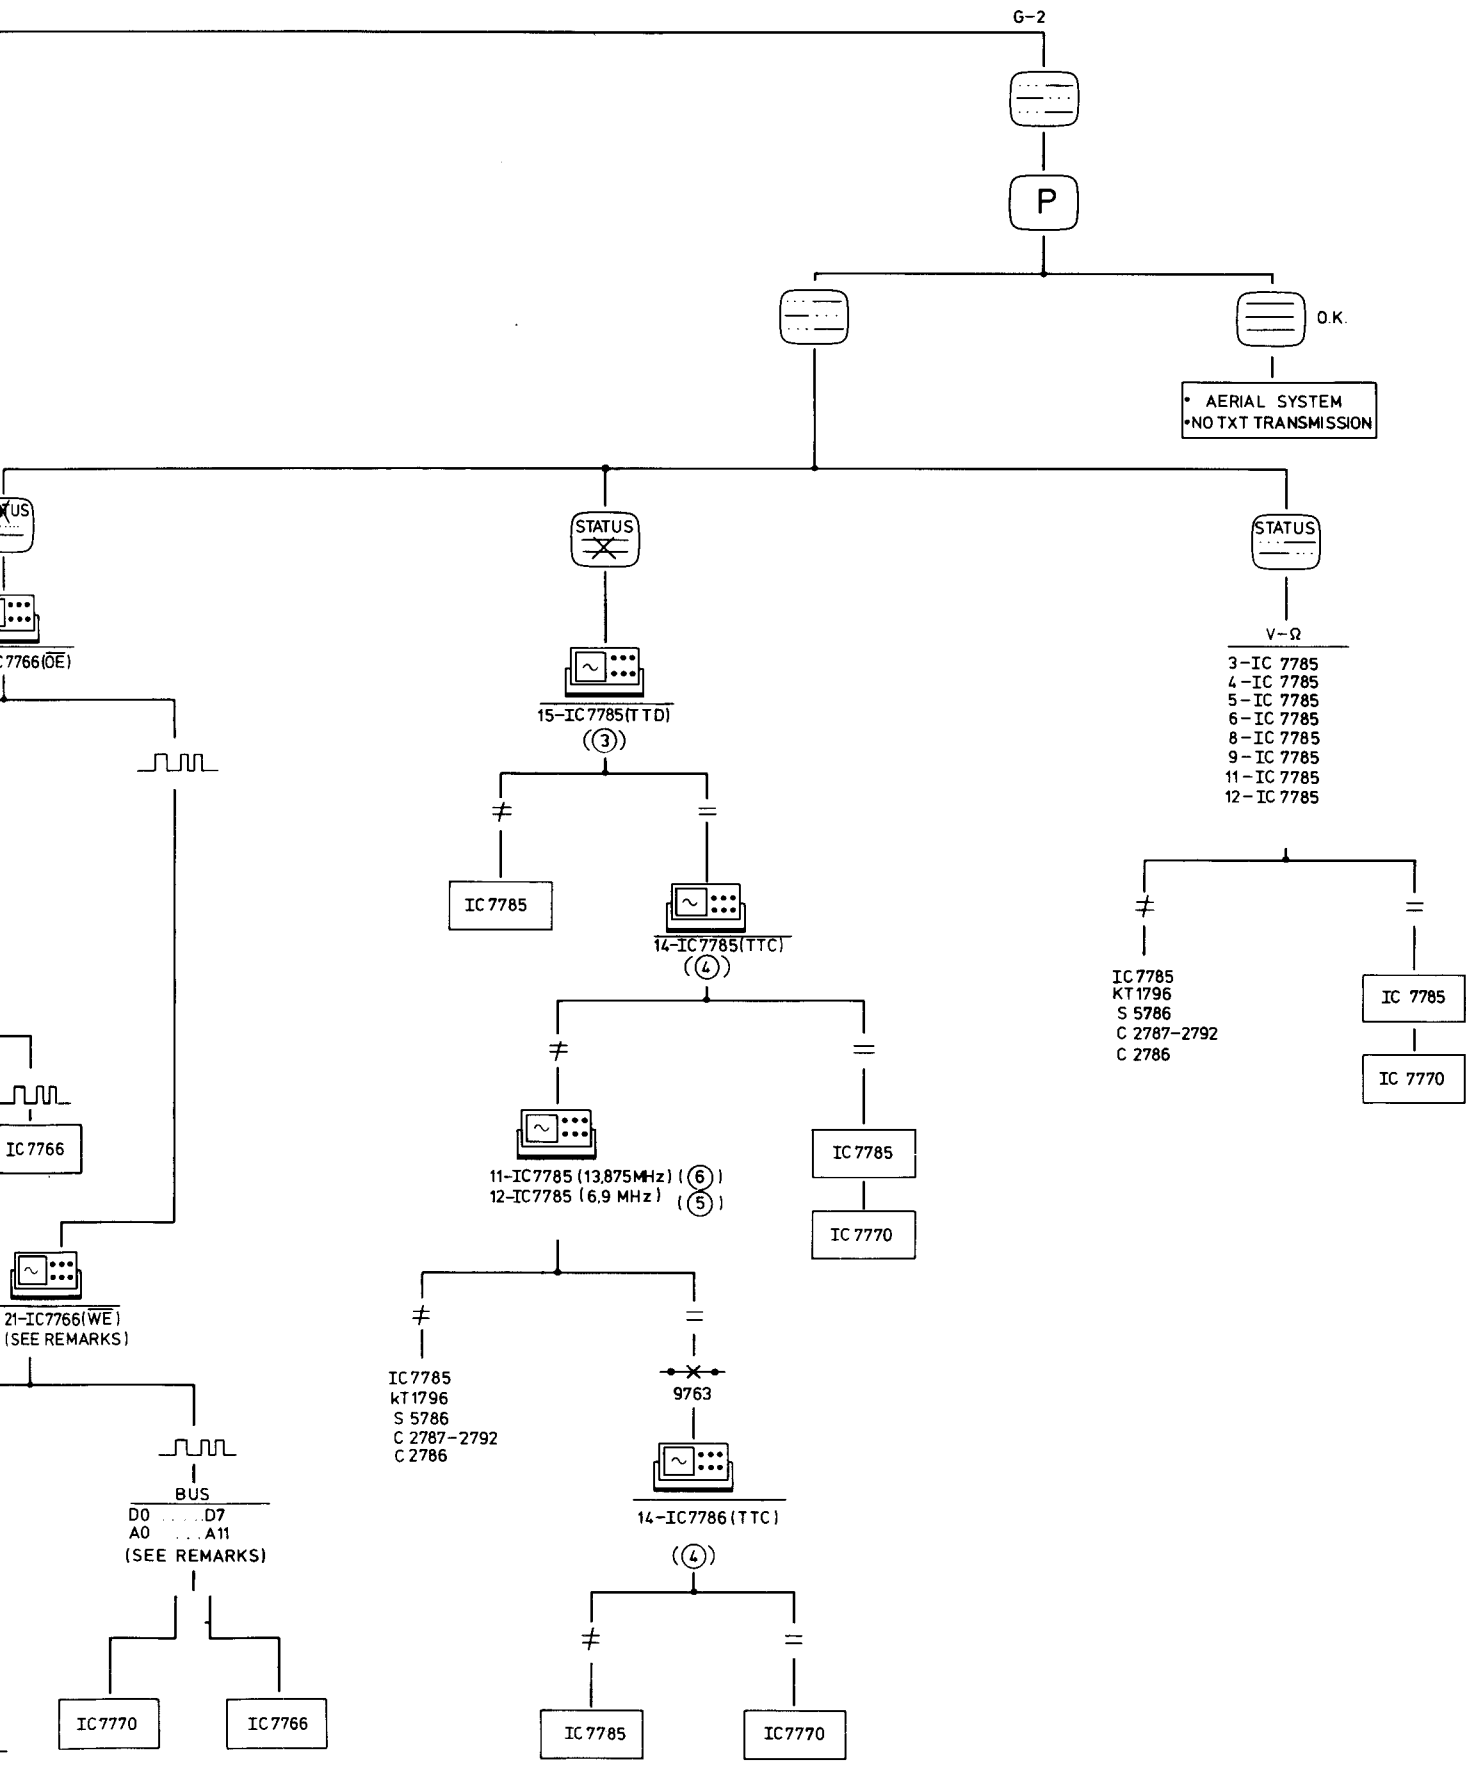 G-2
P
O.K.
• AERIAL SYSTEM
• NO TXT TRANSMISSION
STATUS
STATUS
7766(OE)
V-Ω
3-IC 7785
4-IC 7785
5-IC 7785
6-IC 7785
8-IC 7785
9-IC 7785
11-IC 7785
12-IC 7785
15-IC7785(TTD)
(3)
≠
=
IC7785
14-IC7785(TTC)
(4)
≠
=
IC7785
KT1796
S 5786
C 2787-2792
C 2786
IC 7785
IC 7770
≠
=
11-IC7785 (13,875MHz) (6)
12-IC7785 (6,9 MHz) (5)
IC7785
IC7770
IC7766
21-IC7766(WE)
(SEE REMARKS)
≠
=
IC7785
kT1796
S 5786
C 2787-2792
C 2786
9763
14-IC7786(TTC)
(4)
BUS
D0 ..... D7
A0 ... A11
(SEE REMARKS)
≠
=
IC7770
IC7766
IC7785
IC7770